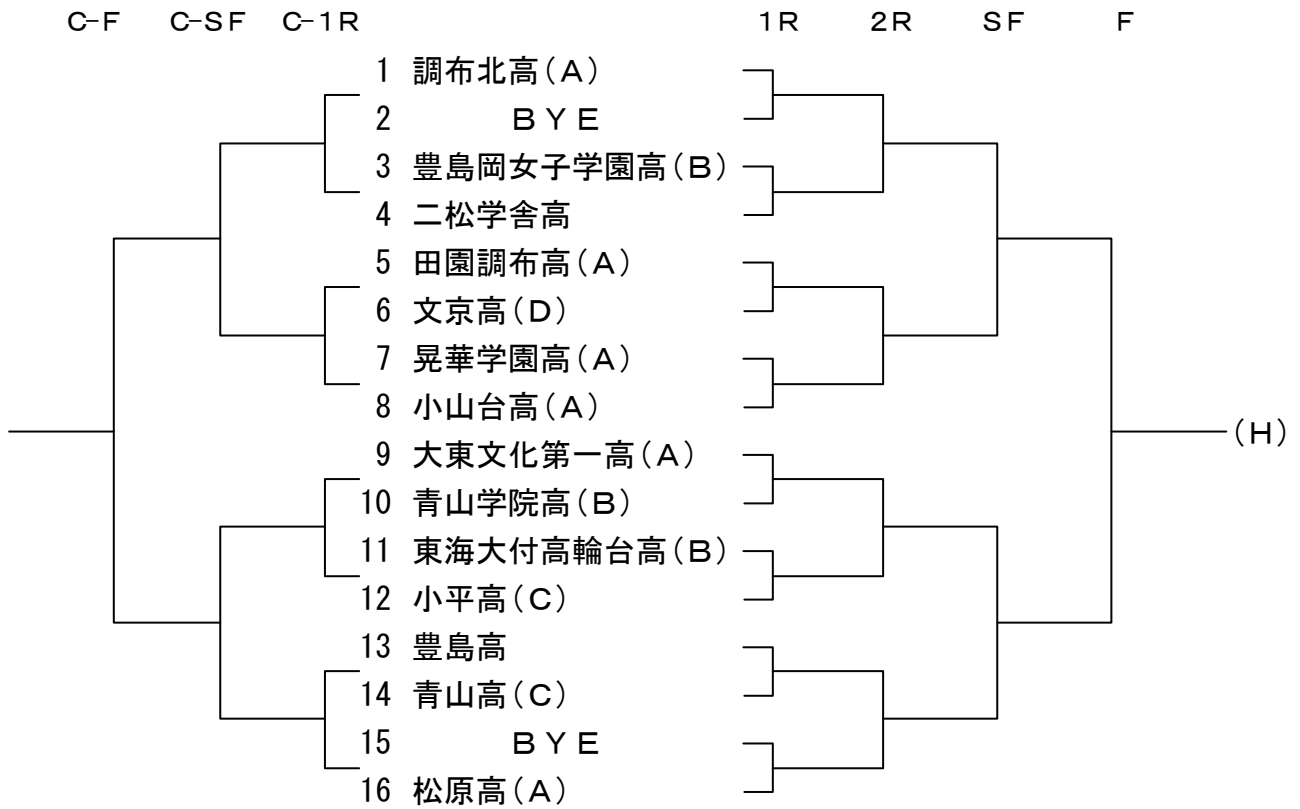 C-F C-SF C-1R 1R 2R SF F
1 調布北高(A)
2 BYE
3 豊島岡女子学園高(B)
4 二松学舎高
5 田園調布高(A)
6 文京高(D)
7 晃華学園高(A)
8 小山台高(A)
(H)
9 大東文化第一高(A)
10 青山学院高(B)
11 東海大付高輪台高(B)
12 小平高(C)
13 豊島高
14 青山高(C)
15 BYE
16 松原高(A)